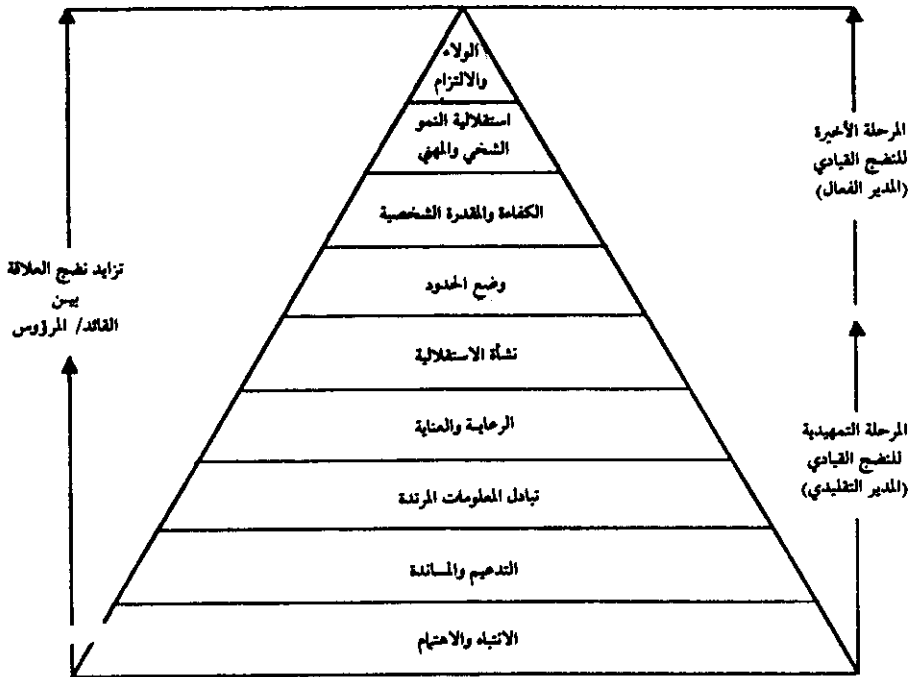 الولاء
والالتزام
استقلالية النمو
الشخي والمهني
الكفاءة والمقدرة الشخصية
وضع الحدود
نشأة الاستقلالية
الرعاية والعناية
تبادل المعلومات المرتدة
التدعيم والمساندة
الانتباه والاهتمام
المرحلة الأخيرة
للنضج القيادي
(المدير الفعال)
المرحلة التمهيدية
للنضج القيادي
(المدير التقليدي)
تزايد نضج العلاقة
بيـن
القائد/ المرؤوس